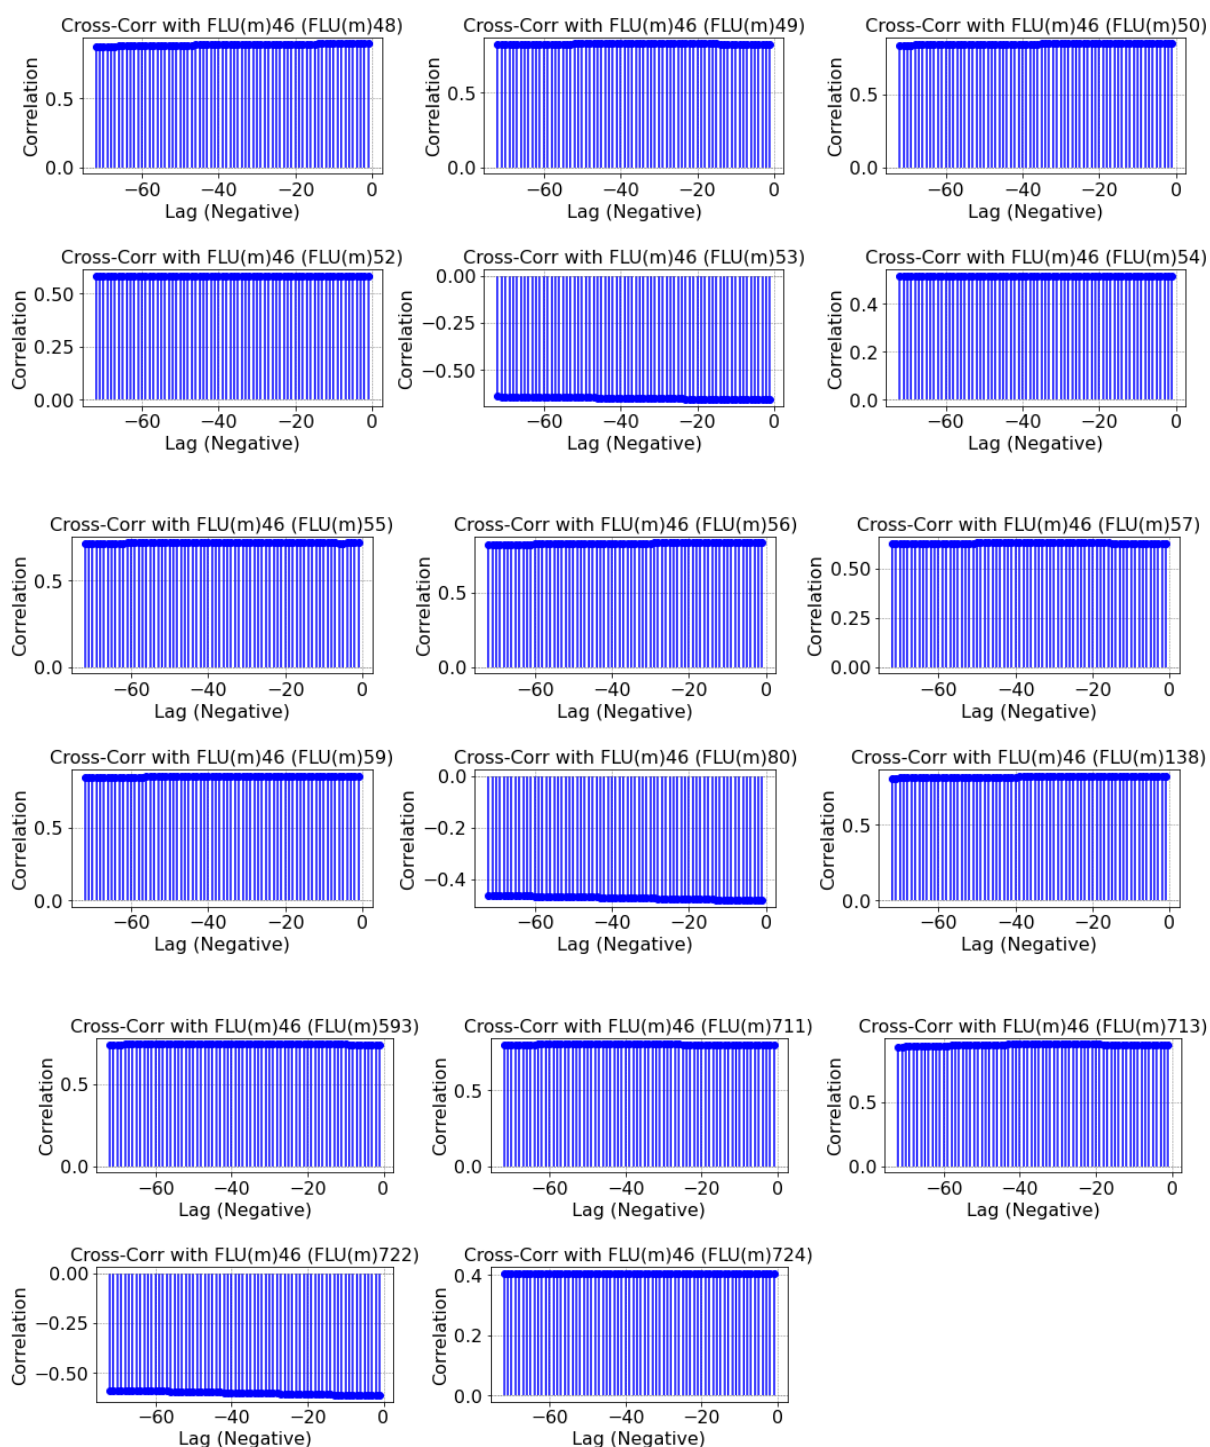 Cross-Corr with FLU(m)46 (FLU(m)48)
Correlation
0.5
0.0
−60 −40 −20 0
Lag (Negative)
Cross-Corr with FLU(m)46 (FLU(m)49)
Correlation
0.5
0.0
−60 −40 −20 0
Lag (Negative)
Cross-Corr with FLU(m)46 (FLU(m)50)
Correlation
0.5
0.0
−60 −40 −20 0
Lag (Negative)
Cross-Corr with FLU(m)46 (FLU(m)52)
Correlation
0.50
0.25
0.00
−60 −40 −20 0
Lag (Negative)
Cross-Corr with FLU(m)46 (FLU(m)53)
Correlation
0.00
−0.25
−0.50
−60 −40 −20 0
Lag (Negative)
Cross-Corr with FLU(m)46 (FLU(m)54)
Correlation
0.4
0.2
0.0
−60 −40 −20 0
Lag (Negative)
Cross-Corr with FLU(m)46 (FLU(m)55)
Correlation
0.5
0.0
−60 −40 −20 0
Lag (Negative)
Cross-Corr with FLU(m)46 (FLU(m)56)
Correlation
0.5
0.0
−60 −40 −20 0
Lag (Negative)
Cross-Corr with FLU(m)46 (FLU(m)57)
Correlation
0.50
0.25
0.00
−60 −40 −20 0
Lag (Negative)
Cross-Corr with FLU(m)46 (FLU(m)59)
Correlation
0.5
0.0
−60 −40 −20 0
Lag (Negative)
Cross-Corr with FLU(m)46 (FLU(m)80)
Correlation
0.0
−0.2
−0.4
−60 −40 −20 0
Lag (Negative)
Cross-Corr with FLU(m)46 (FLU(m)138)
Correlation
0.5
0.0
−60 −40 −20 0
Lag (Negative)
Cross-Corr with FLU(m)46 (FLU(m)593)
Correlation
0.5
0.0
−60 −40 −20 0
Lag (Negative)
Cross-Corr with FLU(m)46 (FLU(m)711)
Correlation
0.5
0.0
−60 −40 −20 0
Lag (Negative)
Cross-Corr with FLU(m)46 (FLU(m)713)
Correlation
0.5
0.0
−60 −40 −20 0
Lag (Negative)
Cross-Corr with FLU(m)46 (FLU(m)722)
Correlation
0.00
−0.25
−0.50
−60 −40 −20 0
Lag (Negative)
Cross-Corr with FLU(m)46 (FLU(m)724)
Correlation
0.4
0.2
0.0
−60 −40 −20 0
Lag (Negative)